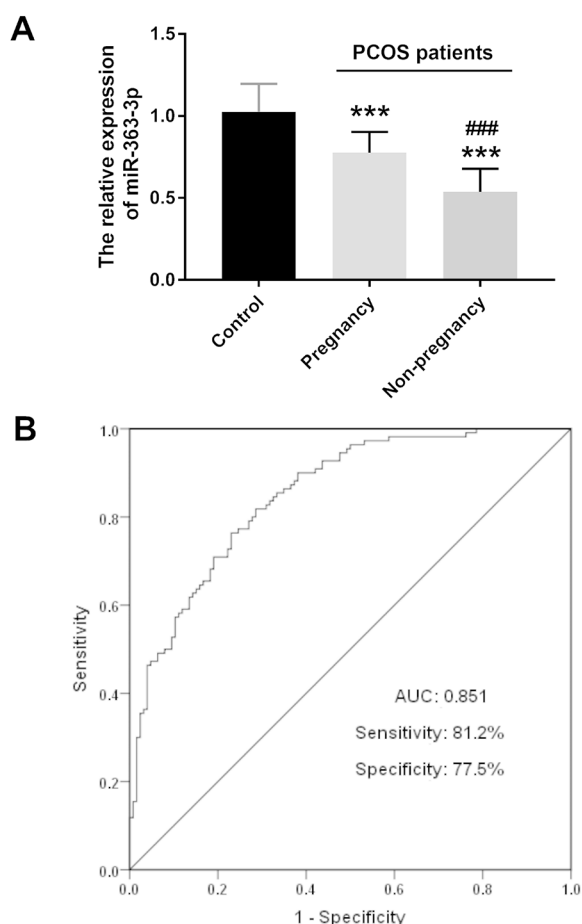 A
The relative expression
of miR-363-3p
1.5
1.0
0.5
0.0
PCOS patients
***
###
***
Control
Pregnancy
Non-pregnancy
B
Sensitivity
1.0
0.8
0.6
0.4
0.2
0.0
AUC: 0.851
Sensitivity: 81.2%
Specificity: 77.5%
0.0 0.2 0.4 0.6 0.8 1.0
1 - Specificity